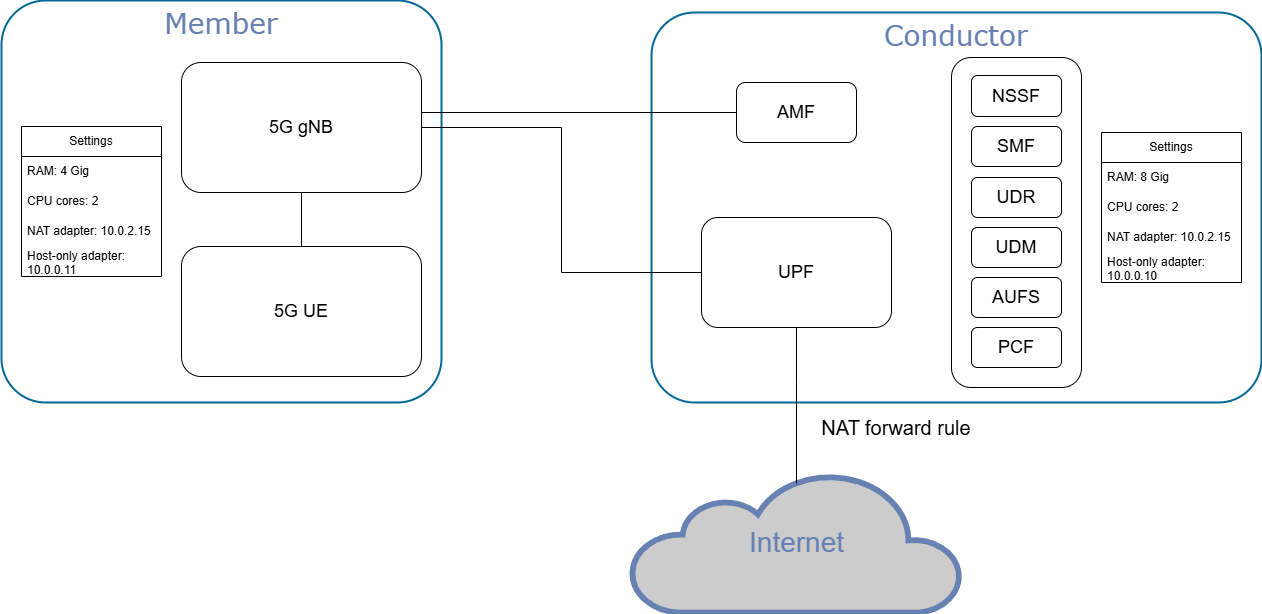 Member
5G gNB
Settings
RAM: 4 Gig
CPU cores: 2
NAT adapter: 10.0.2.15
Host-only adapter:
10.0.0.11
5G UE
Conductor
AMF
UPF
NSSF
SMF
UDR
UDM
AUFS
PCF
Settings
RAM: 8 Gig
CPU cores: 2
NAT adapter: 10.0.2.15
Host-only adapter:
10.0.0.10
NAT forward rule
Internet